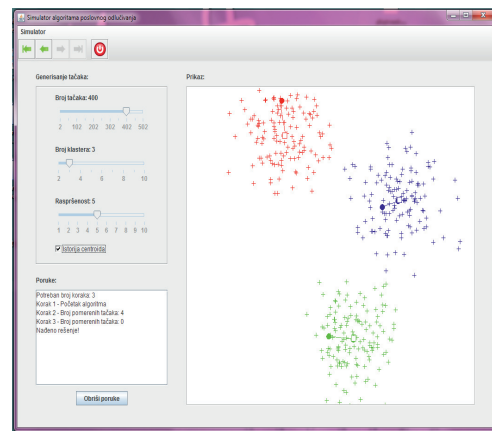 Simulator algoritama poslovnog odlučivanja
Simulator
Generisanje tačaka:
Prikaz:
Broj tačaka: 400
2 102 202 302 402 502
Broj klastera: 3
2 4 6 8 10
Raspršenost: 5
1 2 3 4 5 6 7 8 9 10
Istorija centroida
Poruke:
Potreban broj koraka: 3
Korak 1 - Početak algoritma
Korak 2 - Broj pomerenih tačaka: 4
Korak 3 - Broj pomerenih tačaka: 0
Nađeno rešenje!
Obriši poruke